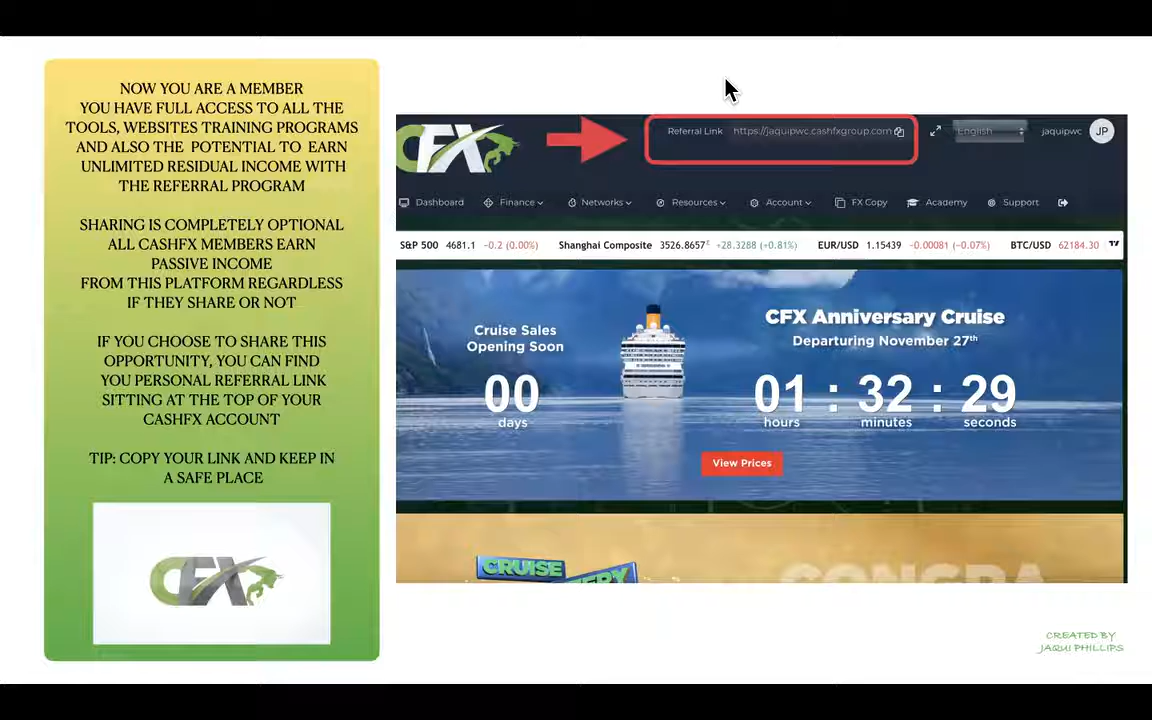 NOW YOU ARE A MEMBER
YOU HAVE FULL ACCESS TO ALL THE
TOOLS, WEBSITES TRAINING PROGRAMS
AND ALSO THE POTENTIAL TO EARN
UNLIMITED RESIDUAL INCOME WITH
THE REFERRAL PROGRAM
SHARING IS COMPLETELY OPTIONAL
ALL CASHFX MEMBERS EARN
PASSIVE INCOME
FROM THIS PLATFORM REGARDLESS
IF THEY SHARE OR NOT
IF YOU CHOOSE TO SHARE THIS
OPPORTUNITY, YOU CAN FIND
YOU PERSONAL REFERRAL LINK
SITTING AT THE TOP OF YOUR
CASHFX ACCOUNT
TIP: COPY YOUR LINK AND KEEP IN
A SAFE PLACE
CFX
CFX
Referral Link https://jaquipwc.cashfxgroup.com
English jaquipwc JP
Dashboard Finance Networks Resources Account FX Copy Academy Support
S&P 500 4681.1 -0.2 (0.00%) Shanghai Composite 3526.8657 +28.3288 (+0.81%) EUR/USD 1.15439 -0.00081 (-0.07%) BTC/USD 62184.30
Cruise Sales
Opening Soon
00
days
CFX Anniversary Cruise
Departuring November 27th
01 : 32 : 29
hours minutes seconds
View Prices
CRUISE
CREATED BY
JAQUI PHILLIPS